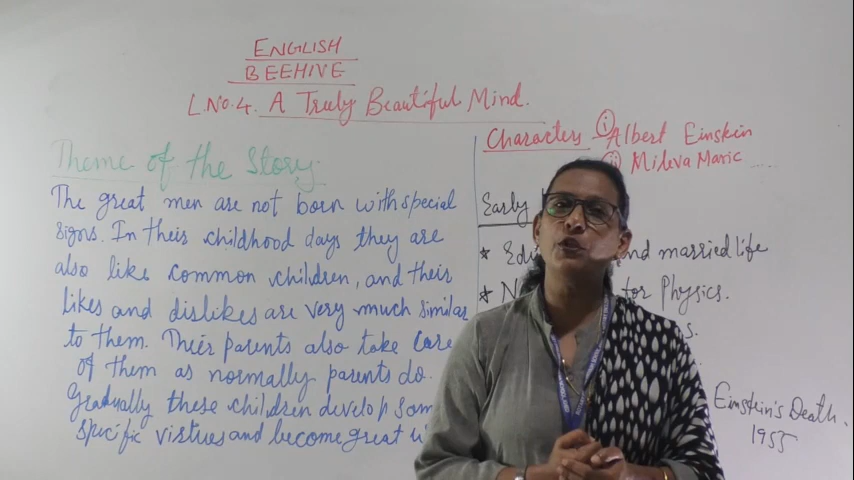 ENGLISH
BEEHIVE
L.No.4. A Truly Beautiful Mind.
Theme of the Story.
The great men are not born with special
signs. In their childhood days they are
also like common children, and their
likes and dislikes are very much similar
to them. Their parents also take care
of them as normally parents do.
Gradually these children develop som
specific virtues and become great
Characters (i) Albert Einstein
(ii) Mileva Maric .....
Early
* Edu and married life
* N for Physics.
Einstein's Death.
1955